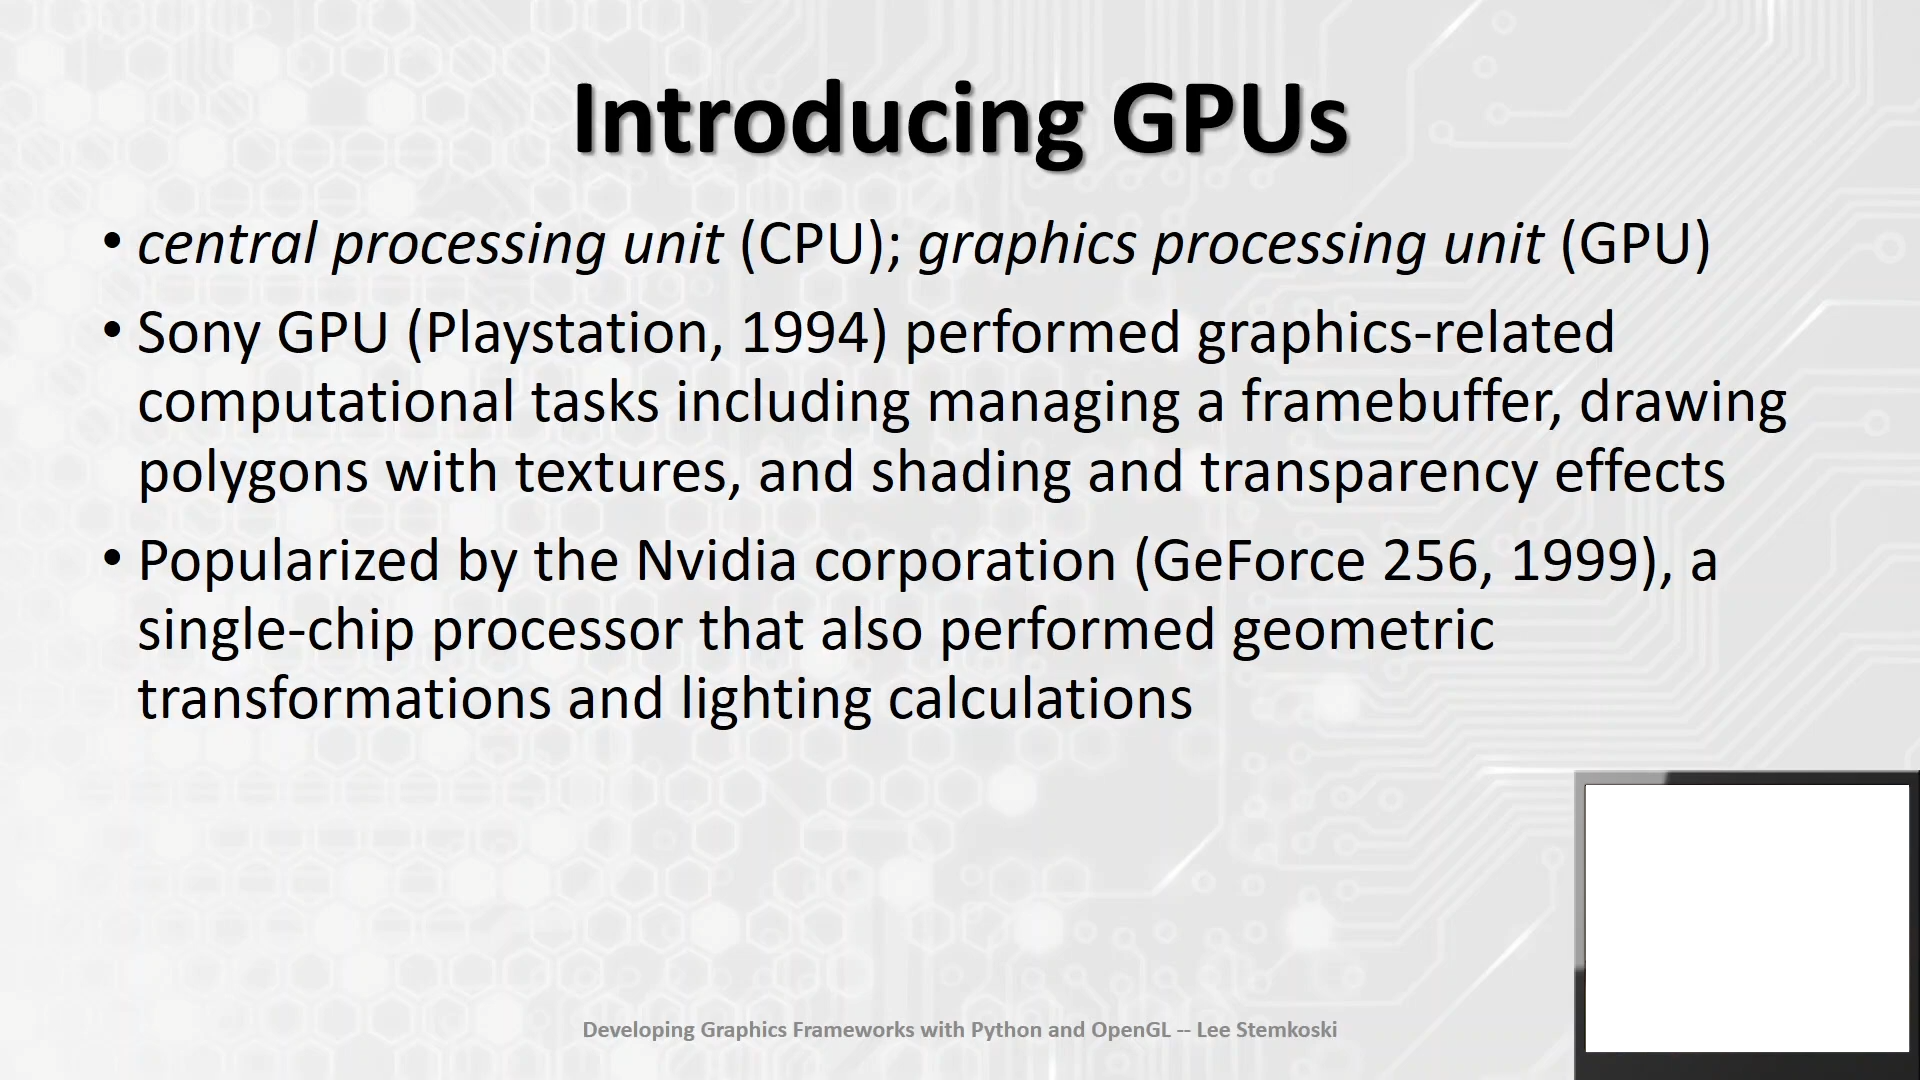 Introducing GPUs
• central processing unit (CPU); graphics processing unit (GPU)
• Sony GPU (Playstation, 1994) performed graphics-related
computational tasks including managing a framebuffer, drawing
polygons with textures, and shading and transparency effects
• Popularized by the Nvidia corporation (GeForce 256, 1999), a
single-chip processor that also performed geometric
transformations and lighting calculations
Developing Graphics Frameworks with Python and OpenGL -- Lee Stemkoski